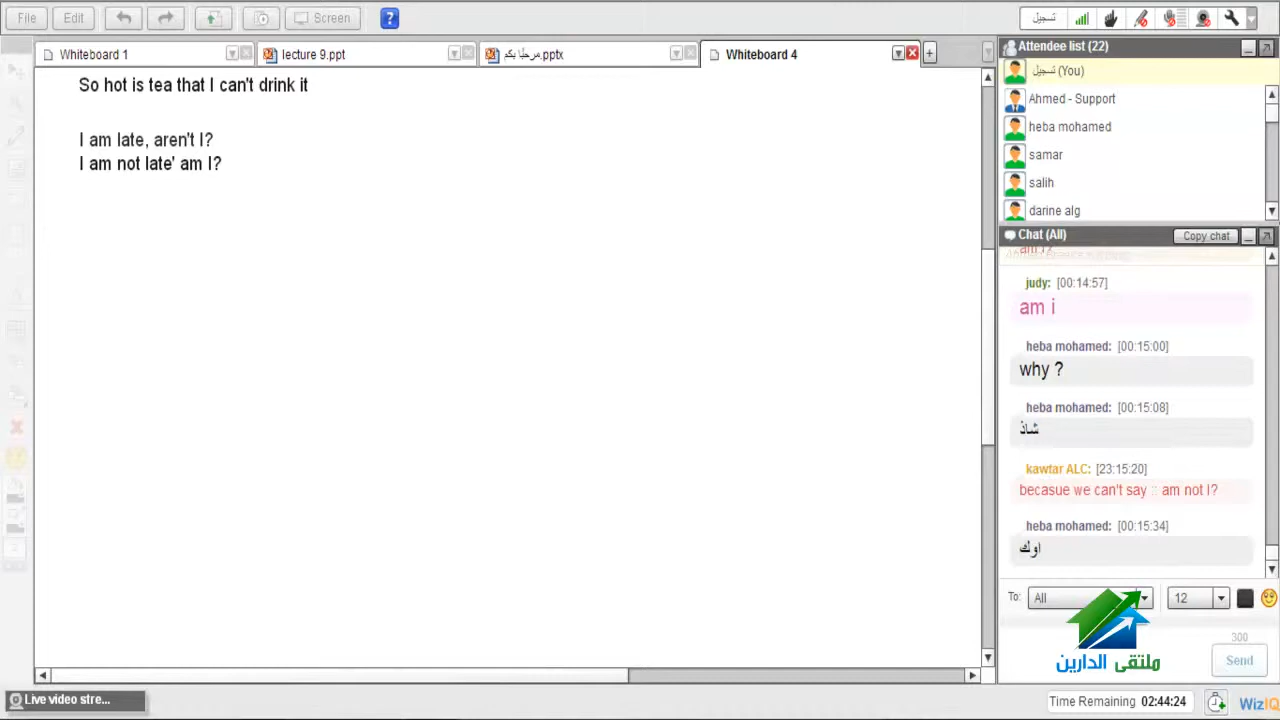 File
Edit
Screen
?
تسجيل
Whiteboard 1
lecture 9.ppt
مرحبًا بكم.pptx
Whiteboard 4
+
So hot is tea that I can't drink it
I am late, aren't I?
I am not late' am I?
Attendee list (22)
تسجيل (You)
Ahmed - Support
heba mohamed
samar
salih
darine alg
Chat (All)
Copy chat
am I?
judy: [00:14:57]
am i
heba mohamed: [00:15:00]
why ?
heba mohamed: [00:15:08]
شاذ
kawtar ALC: [23:15:20]
becasue we can't say :: am not I?
heba mohamed: [00:15:34]
اوك
To:
All
12
ملتقى الدارين
300
Send
Live video stre...
Time Remaining 02:44:24
WizIQ